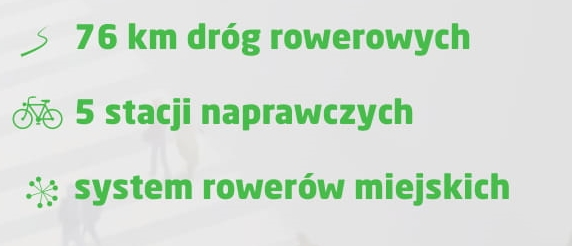 76 km dróg rowerowych
5 stacji naprawczych
system rowerów miejskich